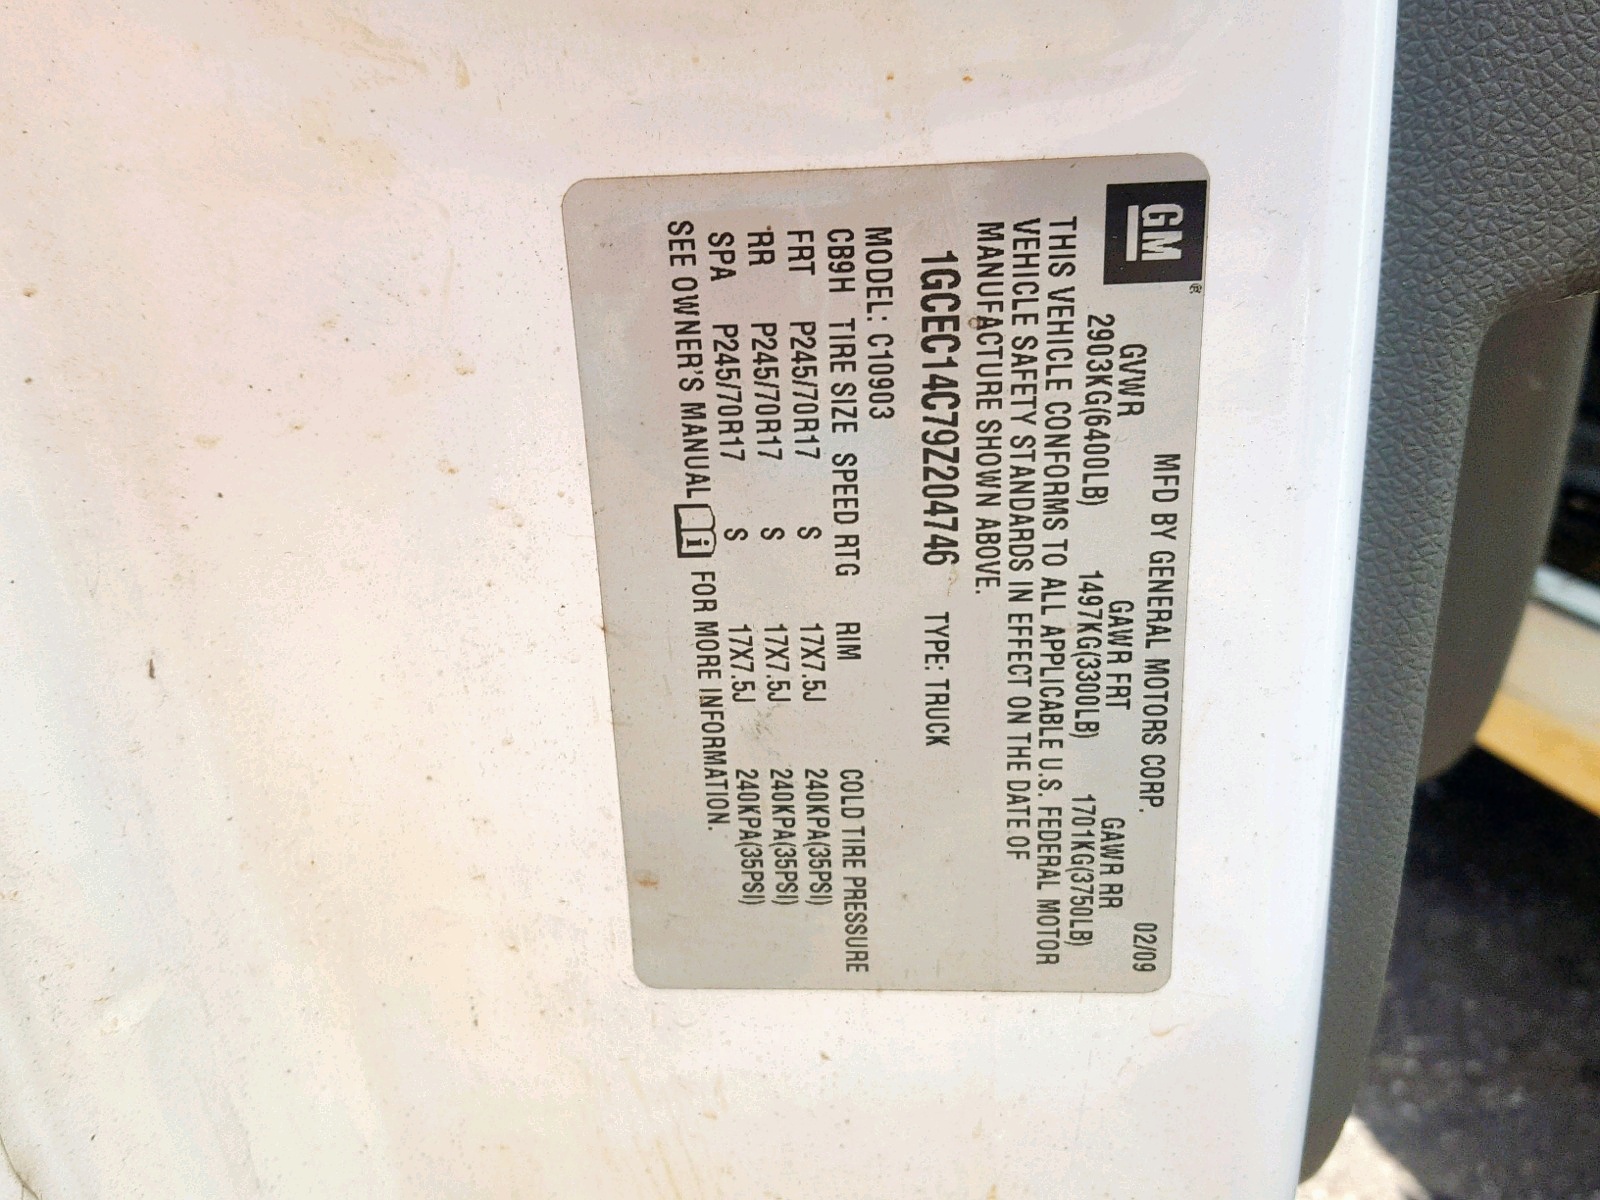 GM®
MFD BY GENERAL MOTORS CORP. 02/09
GVWR GAWR FRT GAWR RR
2903KG(6400LB) 1497KG(3300LB) 1701KG(3750LB)
THIS VEHICLE CONFORMS TO ALL APPLICABLE U.S. FEDERAL MOTOR
VEHICLE SAFETY STANDARDS IN EFFECT ON THE DATE OF
MANUFACTURE SHOWN ABOVE.
1GCEC14C79Z204746 TYPE: TRUCK
MODEL: C10903
CB9H TIRE SIZE SPEED RTG RIM COLD TIRE PRESSURE
FRT P245/70R17 S 17X7.5J 240KPA(35PSI)
RR P245/70R17 S 17X7.5J 240KPA(35PSI)
SPA P245/70R17 S 17X7.5J 240KPA(35PSI)
SEE OWNER'S MANUAL i FOR MORE INFORMATION.